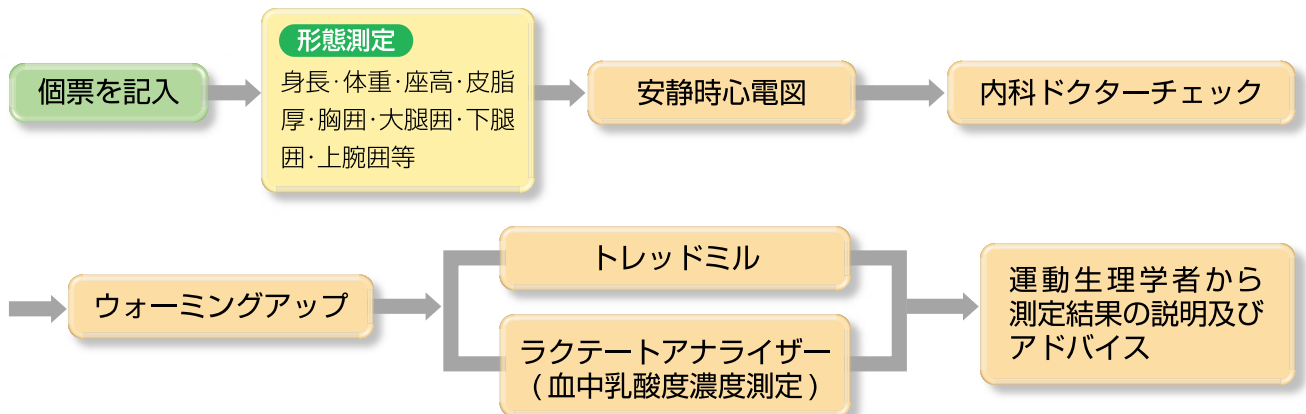 個票を記入
形態測定
身長・体重・座高・皮脂
厚・胸囲・大腿囲・下腿
囲・上腕囲等
安静時心電図
内科ドクターチェック
ウォーミングアップ
トレッドミル
ラクテートアナライザー
(血中乳酸度濃度測定)
運動生理学者から
測定結果の説明及び
アドバイス